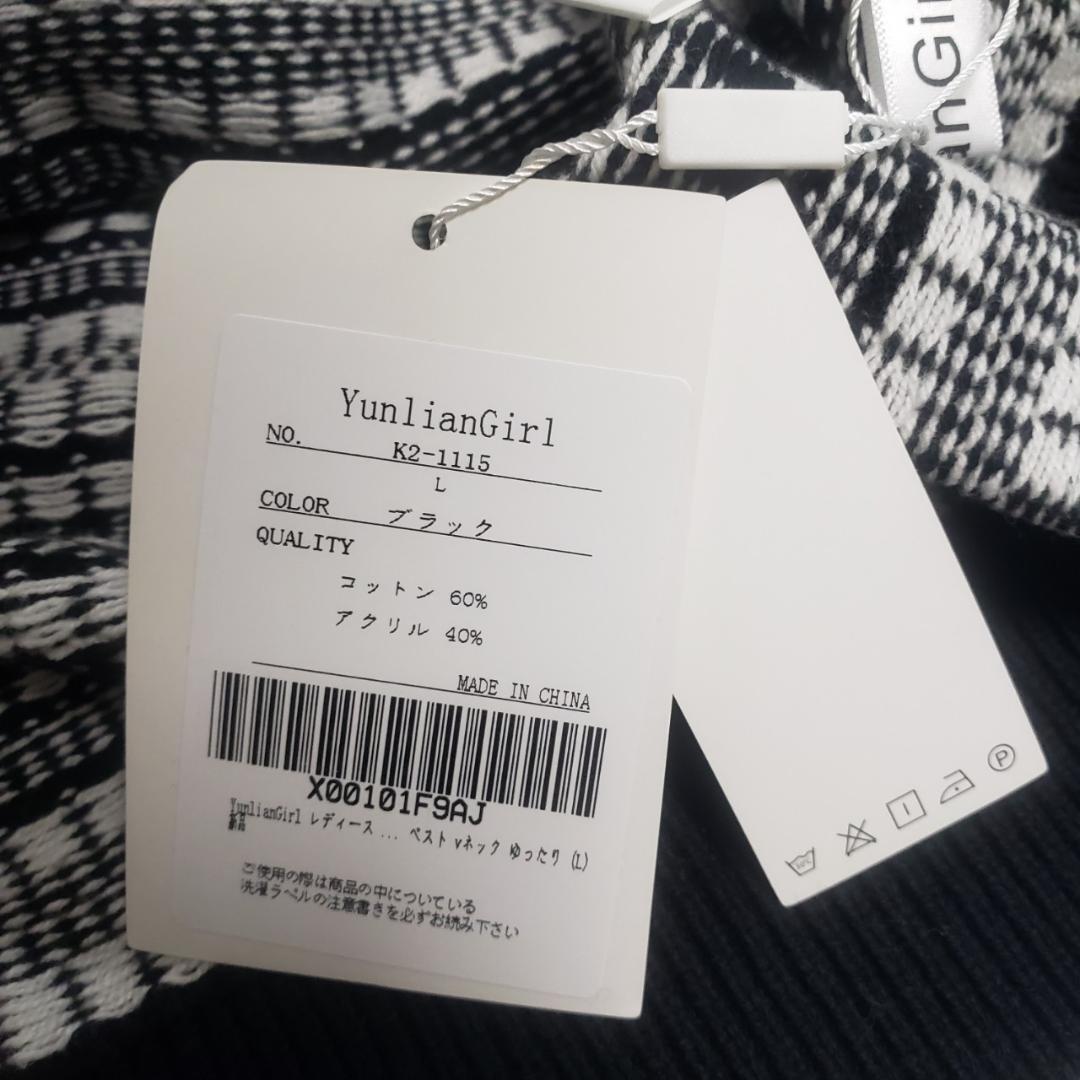 anGir
YunlianGirl
NO. K2-1115
L
COLOR ブラック
QUALITY
コットン 60%
アクリル 40%
MADE IN CHINA
X00101F9AJ
YunlianGirl レディース ... ベスト vネック ゆったり (L)
新品
ご使用の際は商品の中についている
洗濯ラベルの注意書きを必ずお読み下さい
P